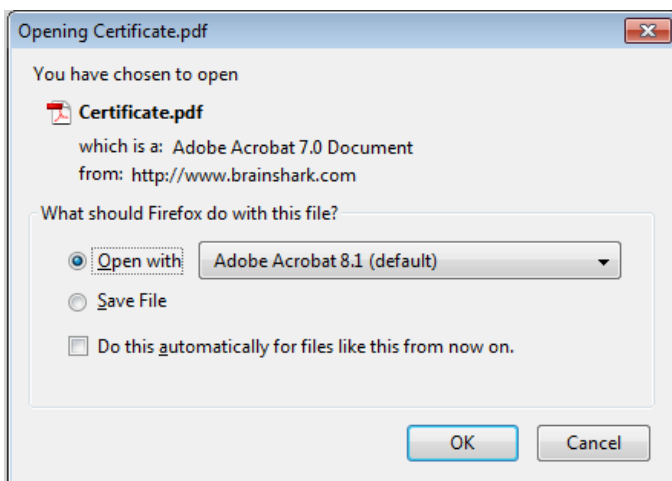 Opening Certificate.pdf
You have chosen to open
Certificate.pdf
which is a: Adobe Acrobat 7.0 Document
from: http://www.brainshark.com
What should Firefox do with this file?
Open with Adobe Acrobat 8.1 (default)
Save File
Do this automatically for files like this from now on.
OK Cancel